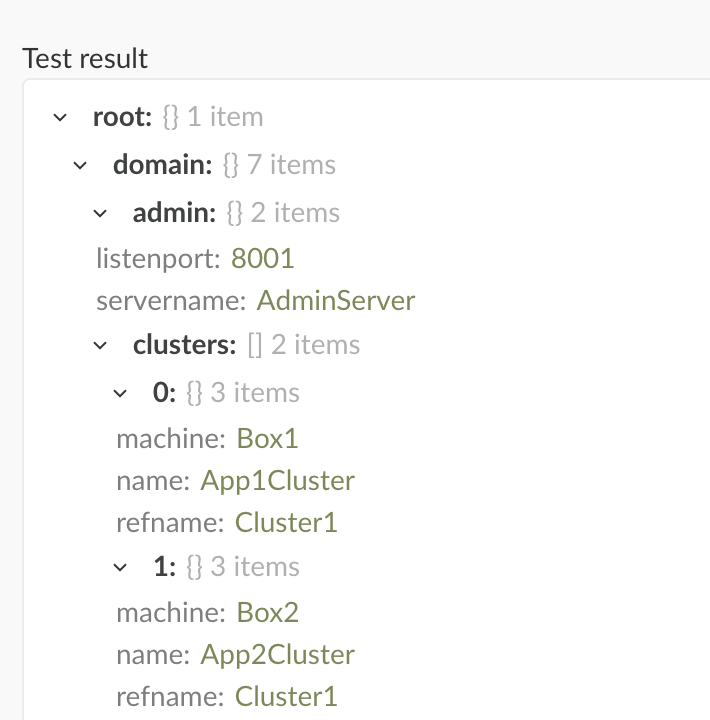 Test result
root: {} 1 item
domain: {} 7 items
admin: {} 2 items
listenport: 8001
servername: AdminServer
clusters: [] 2 items
0: {} 3 items
machine: Box1
name: App1Cluster
refname: Cluster1
1: {} 3 items
machine: Box2
name: App2Cluster
refname: Cluster1